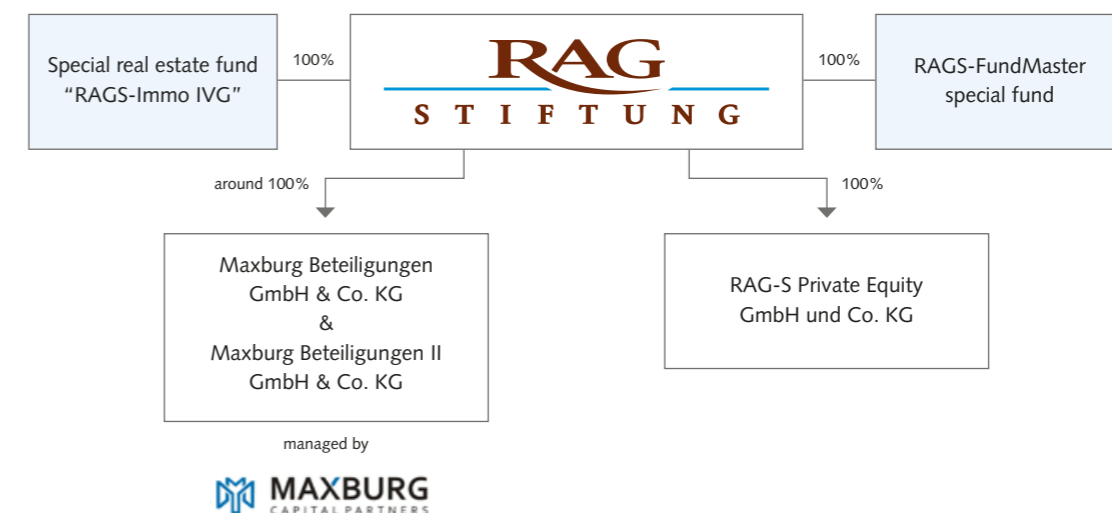 Special real estate fund
“RAGS-Immo IVG”
100%
RAG
STIFTUNG
100%
RAGS-FundMaster
special fund
around 100%
100%
Maxburg Beteiligungen
GmbH & Co. KG
&
Maxburg Beteiligungen II
GmbH & Co. KG
RAG-S Private Equity
GmbH und Co. KG
managed by
MAXBURG
CAPITAL PARTNERS